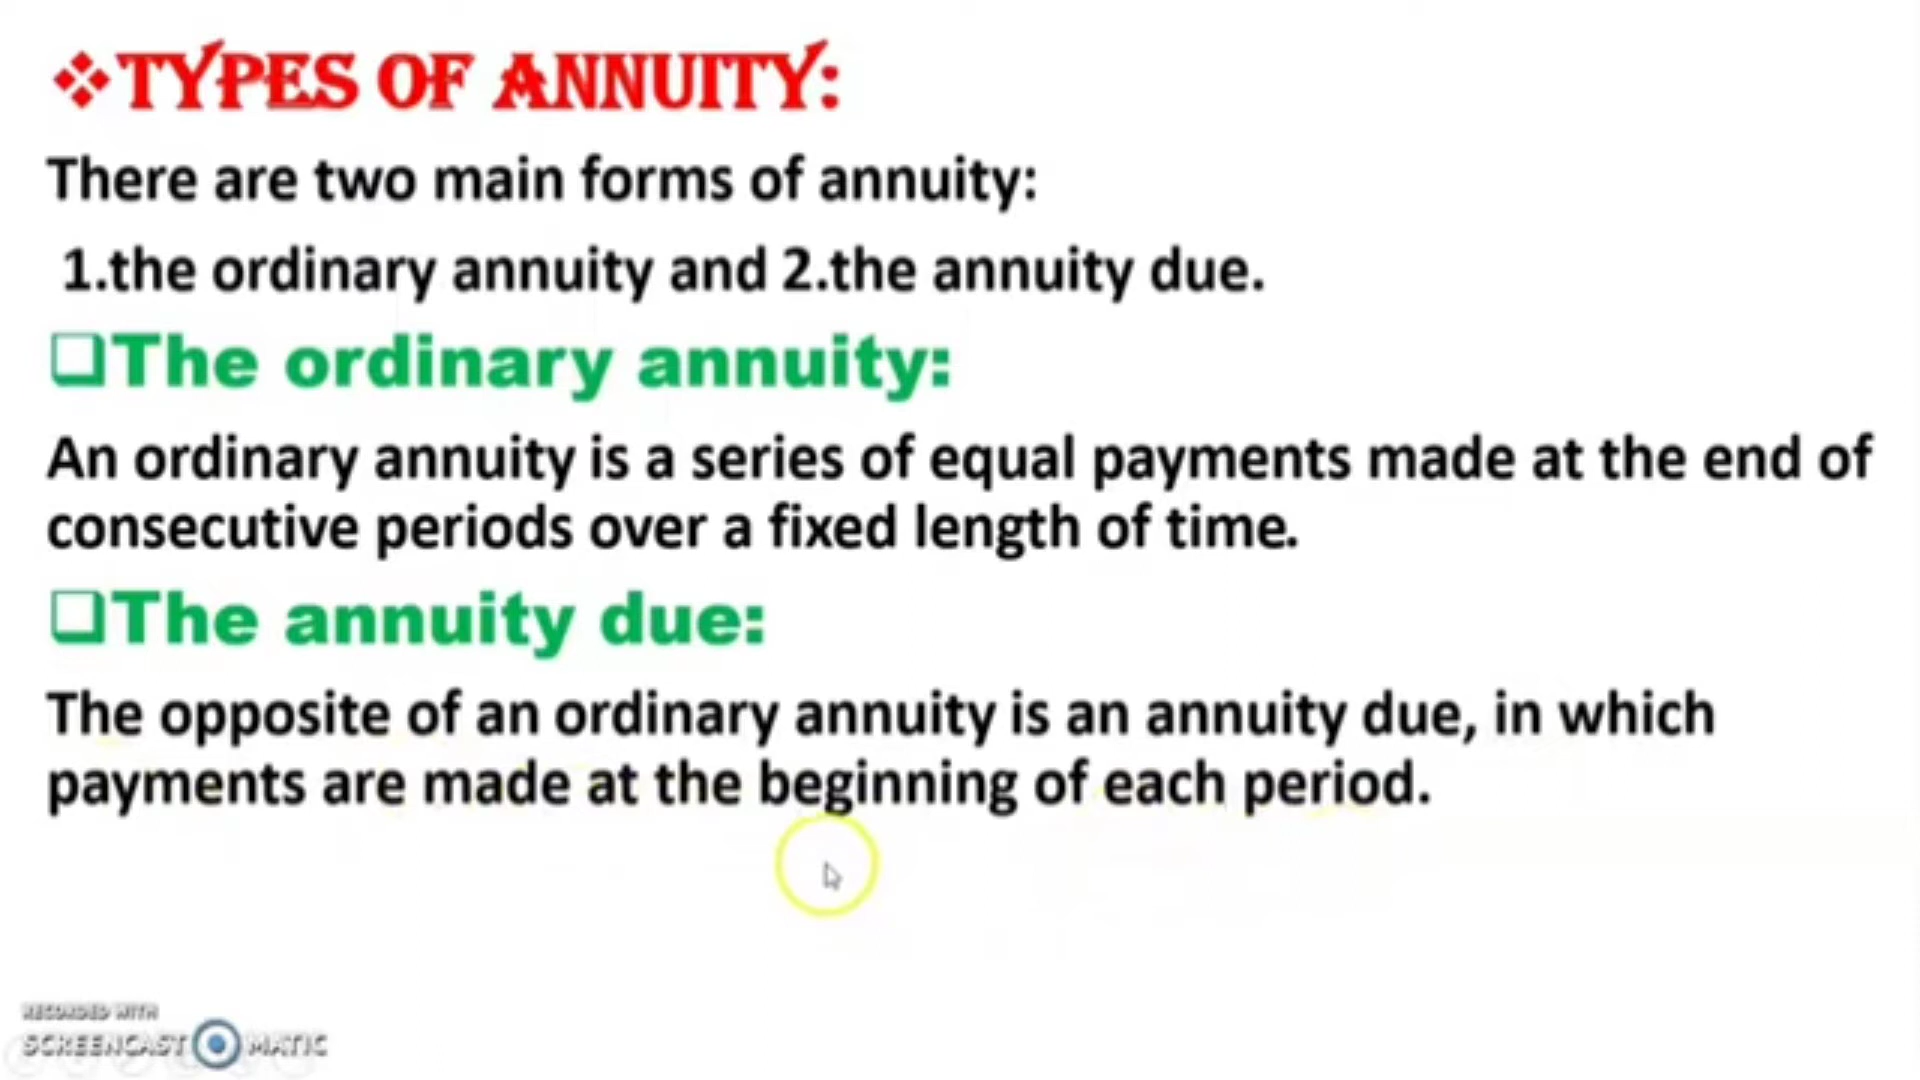 ❖TYPES OF ANNUITY:
There are two main forms of annuity:
1.the ordinary annuity and 2.the annuity due.
❑The ordinary annuity:
An ordinary annuity is a series of equal payments made at the end of
consecutive periods over a fixed length of time.
❑The annuity due:
The opposite of an ordinary annuity is an annuity due, in which
payments are made at the beginning of each period.
RECORDED WITH
SCREENCAST MATIC